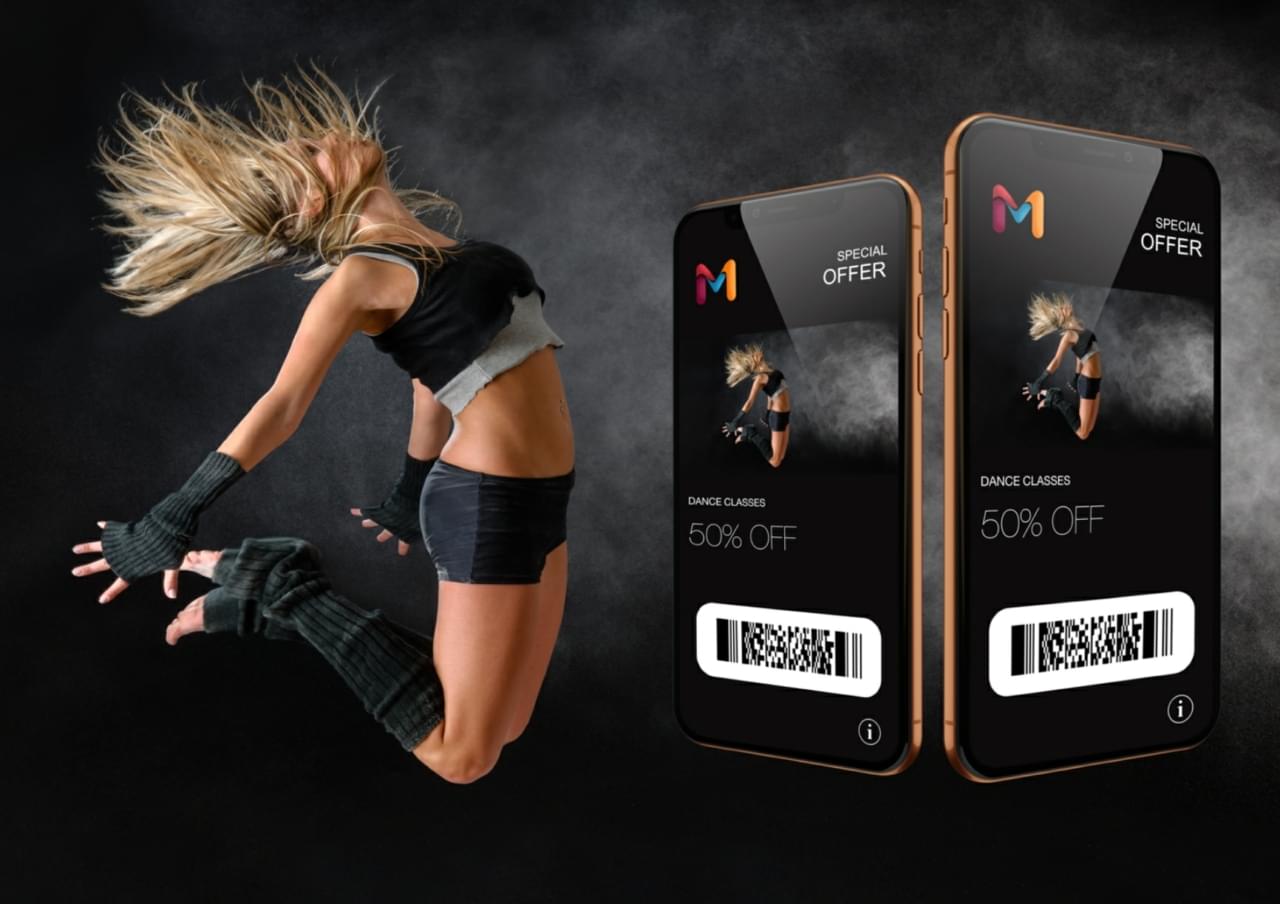 M
SPECIAL
OFFER
DANCE CLASSES
50% OFF
i
M
SPECIAL
OFFER
DANCE CLASSES
50% OFF
i